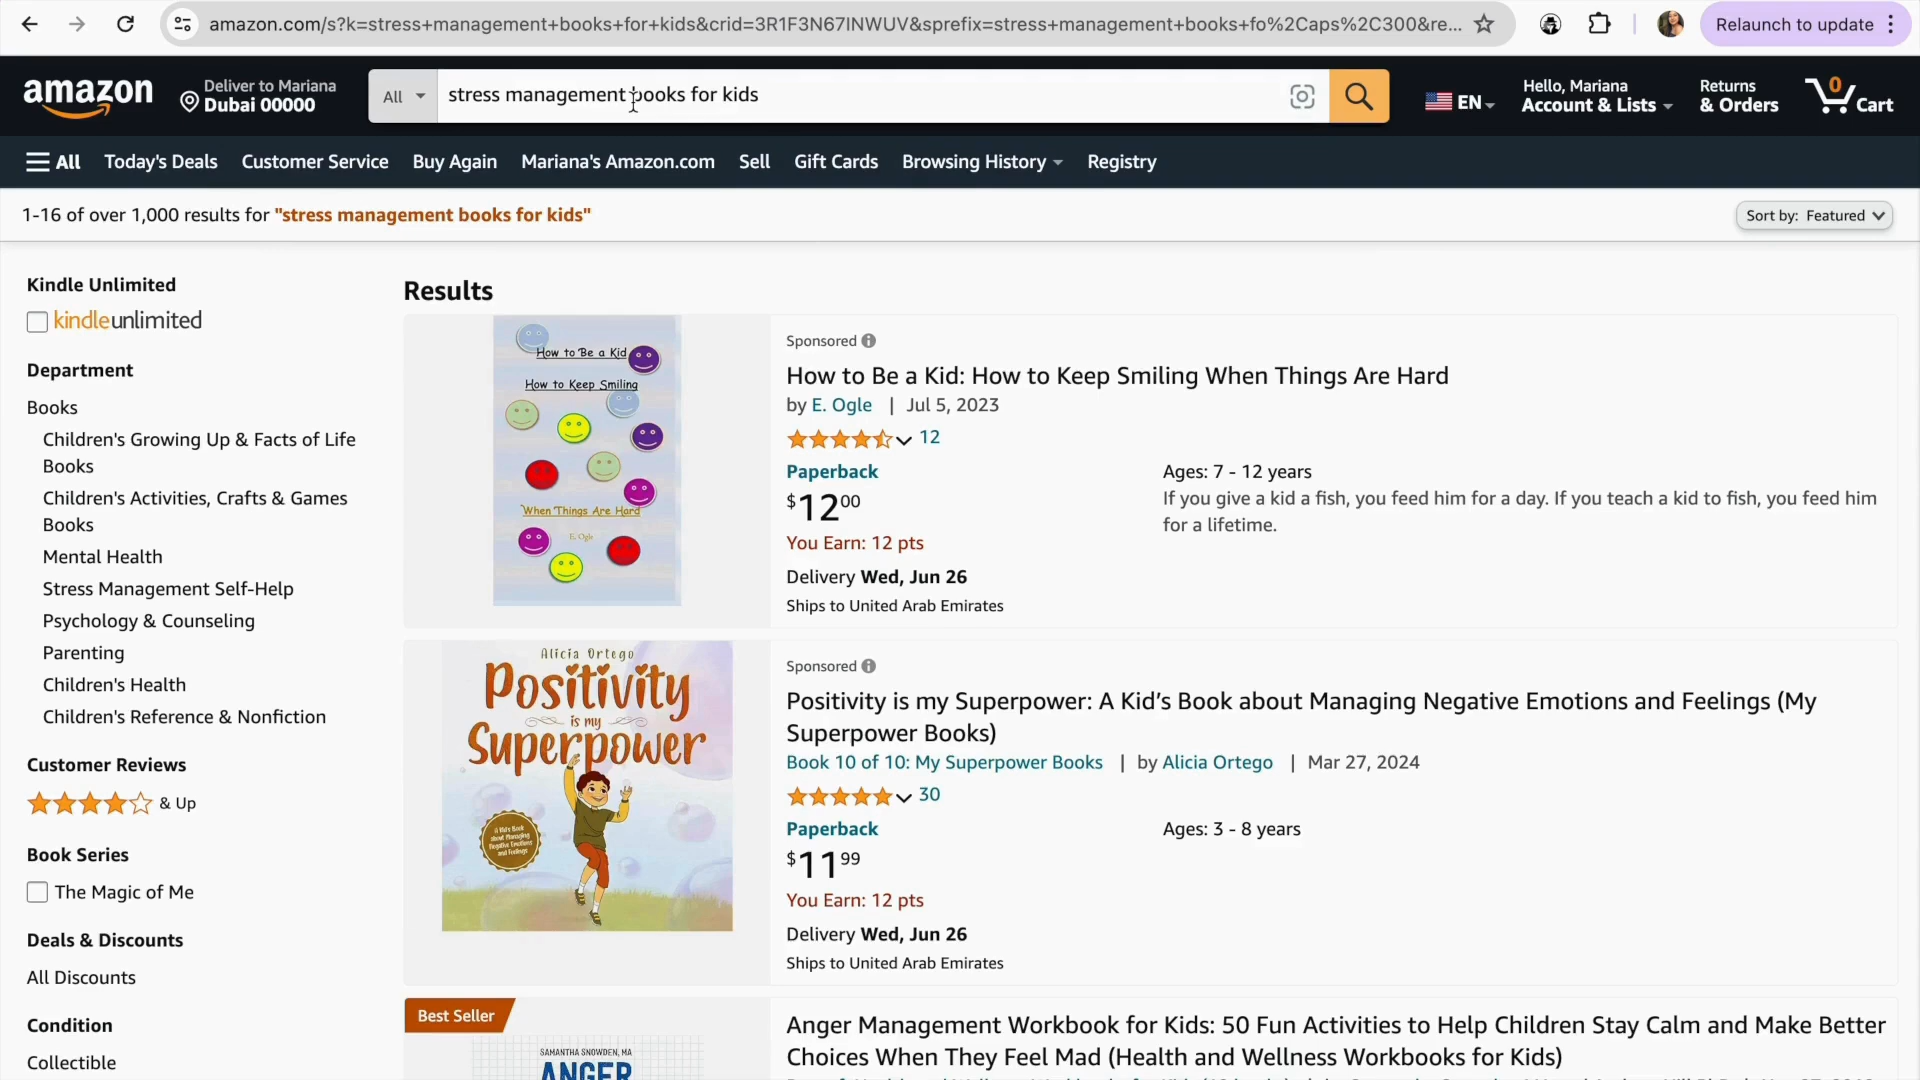 amazon.com/s?k=stress+management+books+for+kids&crid=3R1F3N67INWUV&sprefix=stress+management+books+fo%2Caps%2C300&re...
Relaunch to update
amazon
Deliver to Mariana
Dubai 00000
All
stress management books for kids
EN
Hello, Mariana
Account & Lists
Returns
& Orders
0
Cart
All
Today's Deals
Customer Service
Buy Again
Mariana's Amazon.com
Sell
Gift Cards
Browsing History
Registry
1-16 of over 1,000 results for "stress management books for kids"
Sort by: Featured
Kindle Unlimited
kindleunlimited
Department
Books
Children's Growing Up & Facts of Life
Books
Children's Activities, Crafts & Games
Books
Mental Health
Stress Management Self-Help
Psychology & Counseling
Parenting
Children's Health
Children's Reference & Nonfiction
Customer Reviews
& Up
Book Series
The Magic of Me
Deals & Discounts
All Discounts
Condition
Collectible
Results
How to Be a Kid
How to Keep Smiling
When Things Are Hard
E. Ogle
Sponsored
How to Be a Kid: How to Keep Smiling When Things Are Hard
by E. Ogle | Jul 5, 2023
12
Paperback
$1200
You Earn: 12 pts
Delivery Wed, Jun 26
Ships to United Arab Emirates
Ages: 7 - 12 years
If you give a kid a fish, you feed him for a day. If you teach a kid to fish, you feed him
for a lifetime.
Alicia Ortego
Positivity
is my
Superpower
A Kid's Book
about Managing
Negative Emotions
and Feelings
Sponsored
Positivity is my Superpower: A Kid’s Book about Managing Negative Emotions and Feelings (My
Superpower Books)
Book 10 of 10: My Superpower Books | by Alicia Ortego | Mar 27, 2024
30
Paperback
$1199
You Earn: 12 pts
Delivery Wed, Jun 26
Ships to United Arab Emirates
Ages: 3 - 8 years
Best Seller
SAMANTHA SNOWDEN, MA
ANGER
Anger Management Workbook for Kids: 50 Fun Activities to Help Children Stay Calm and Make Better
Choices When They Feel Mad (Health and Wellness Workbooks for Kids)